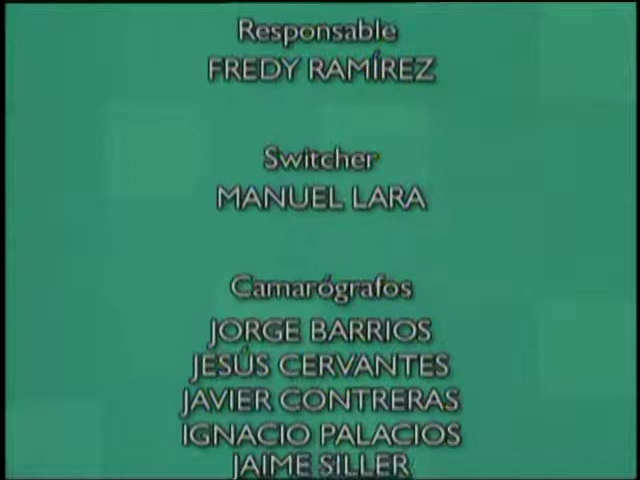 Responsable
FREDY RAMÍREZ
Switcher
MANUEL LARA
Camarógrafos
JORGE BARRIOS
JESÚS CERVANTES
JAVIER CONTRERAS
IGNACIO PALACIOS
JAIME SILLER